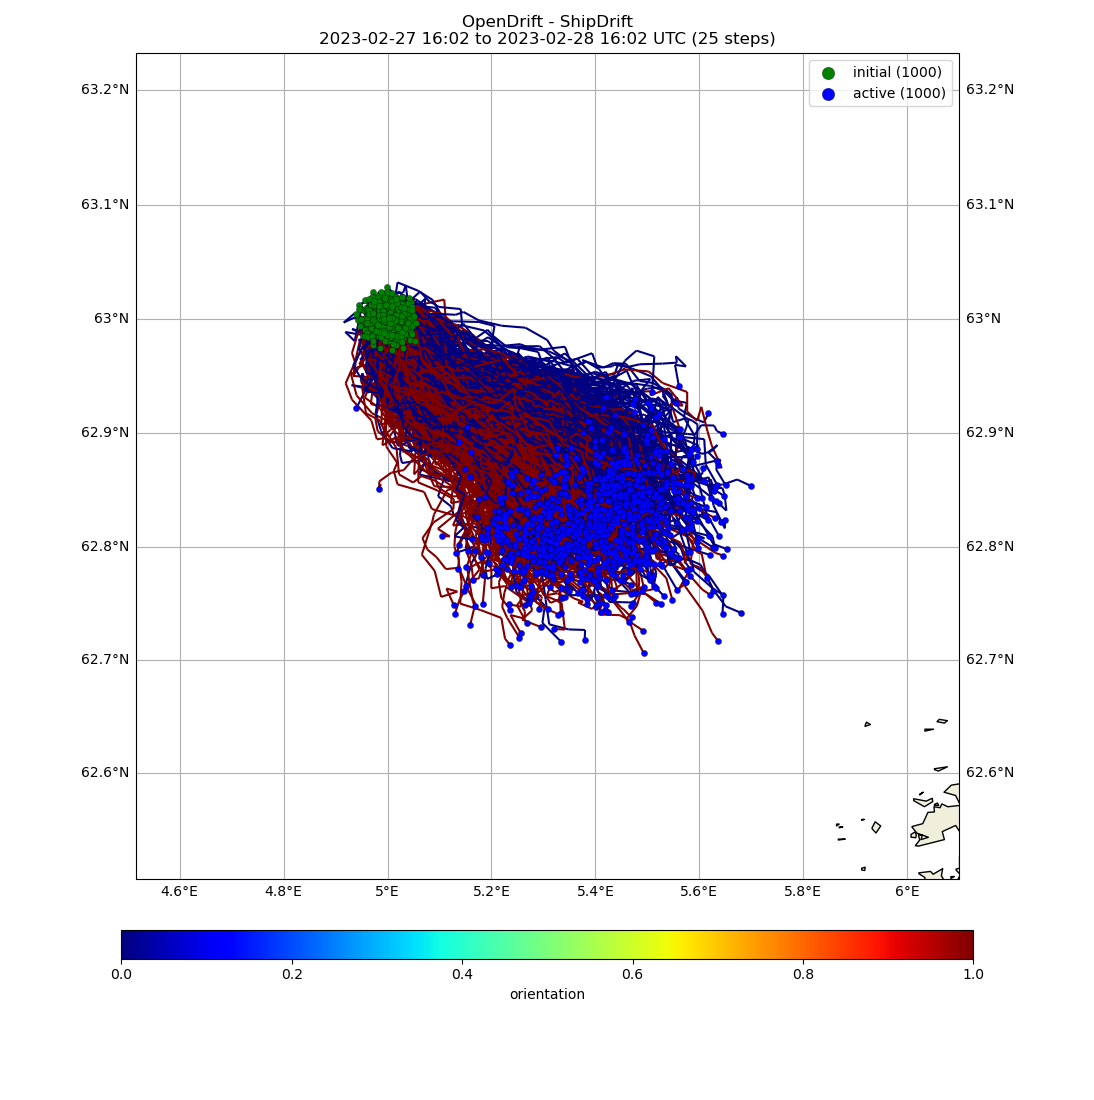 OpenDrift - ShipDrift
2023-02-27 16:02 to 2023-02-28 16:02 UTC (25 steps)
initial (1000)
active (1000)
63.2°N 63.2°N
63.1°N 63.1°N
63°N 63°N
62.9°N 62.9°N
62.8°N 62.8°N
62.7°N 62.7°N
62.6°N 62.6°N
4.6°E 4.8°E 5°E 5.2°E 5.4°E 5.6°E 5.8°E 6°E
0.0 0.2 0.4 0.6 0.8 1.0
orientation